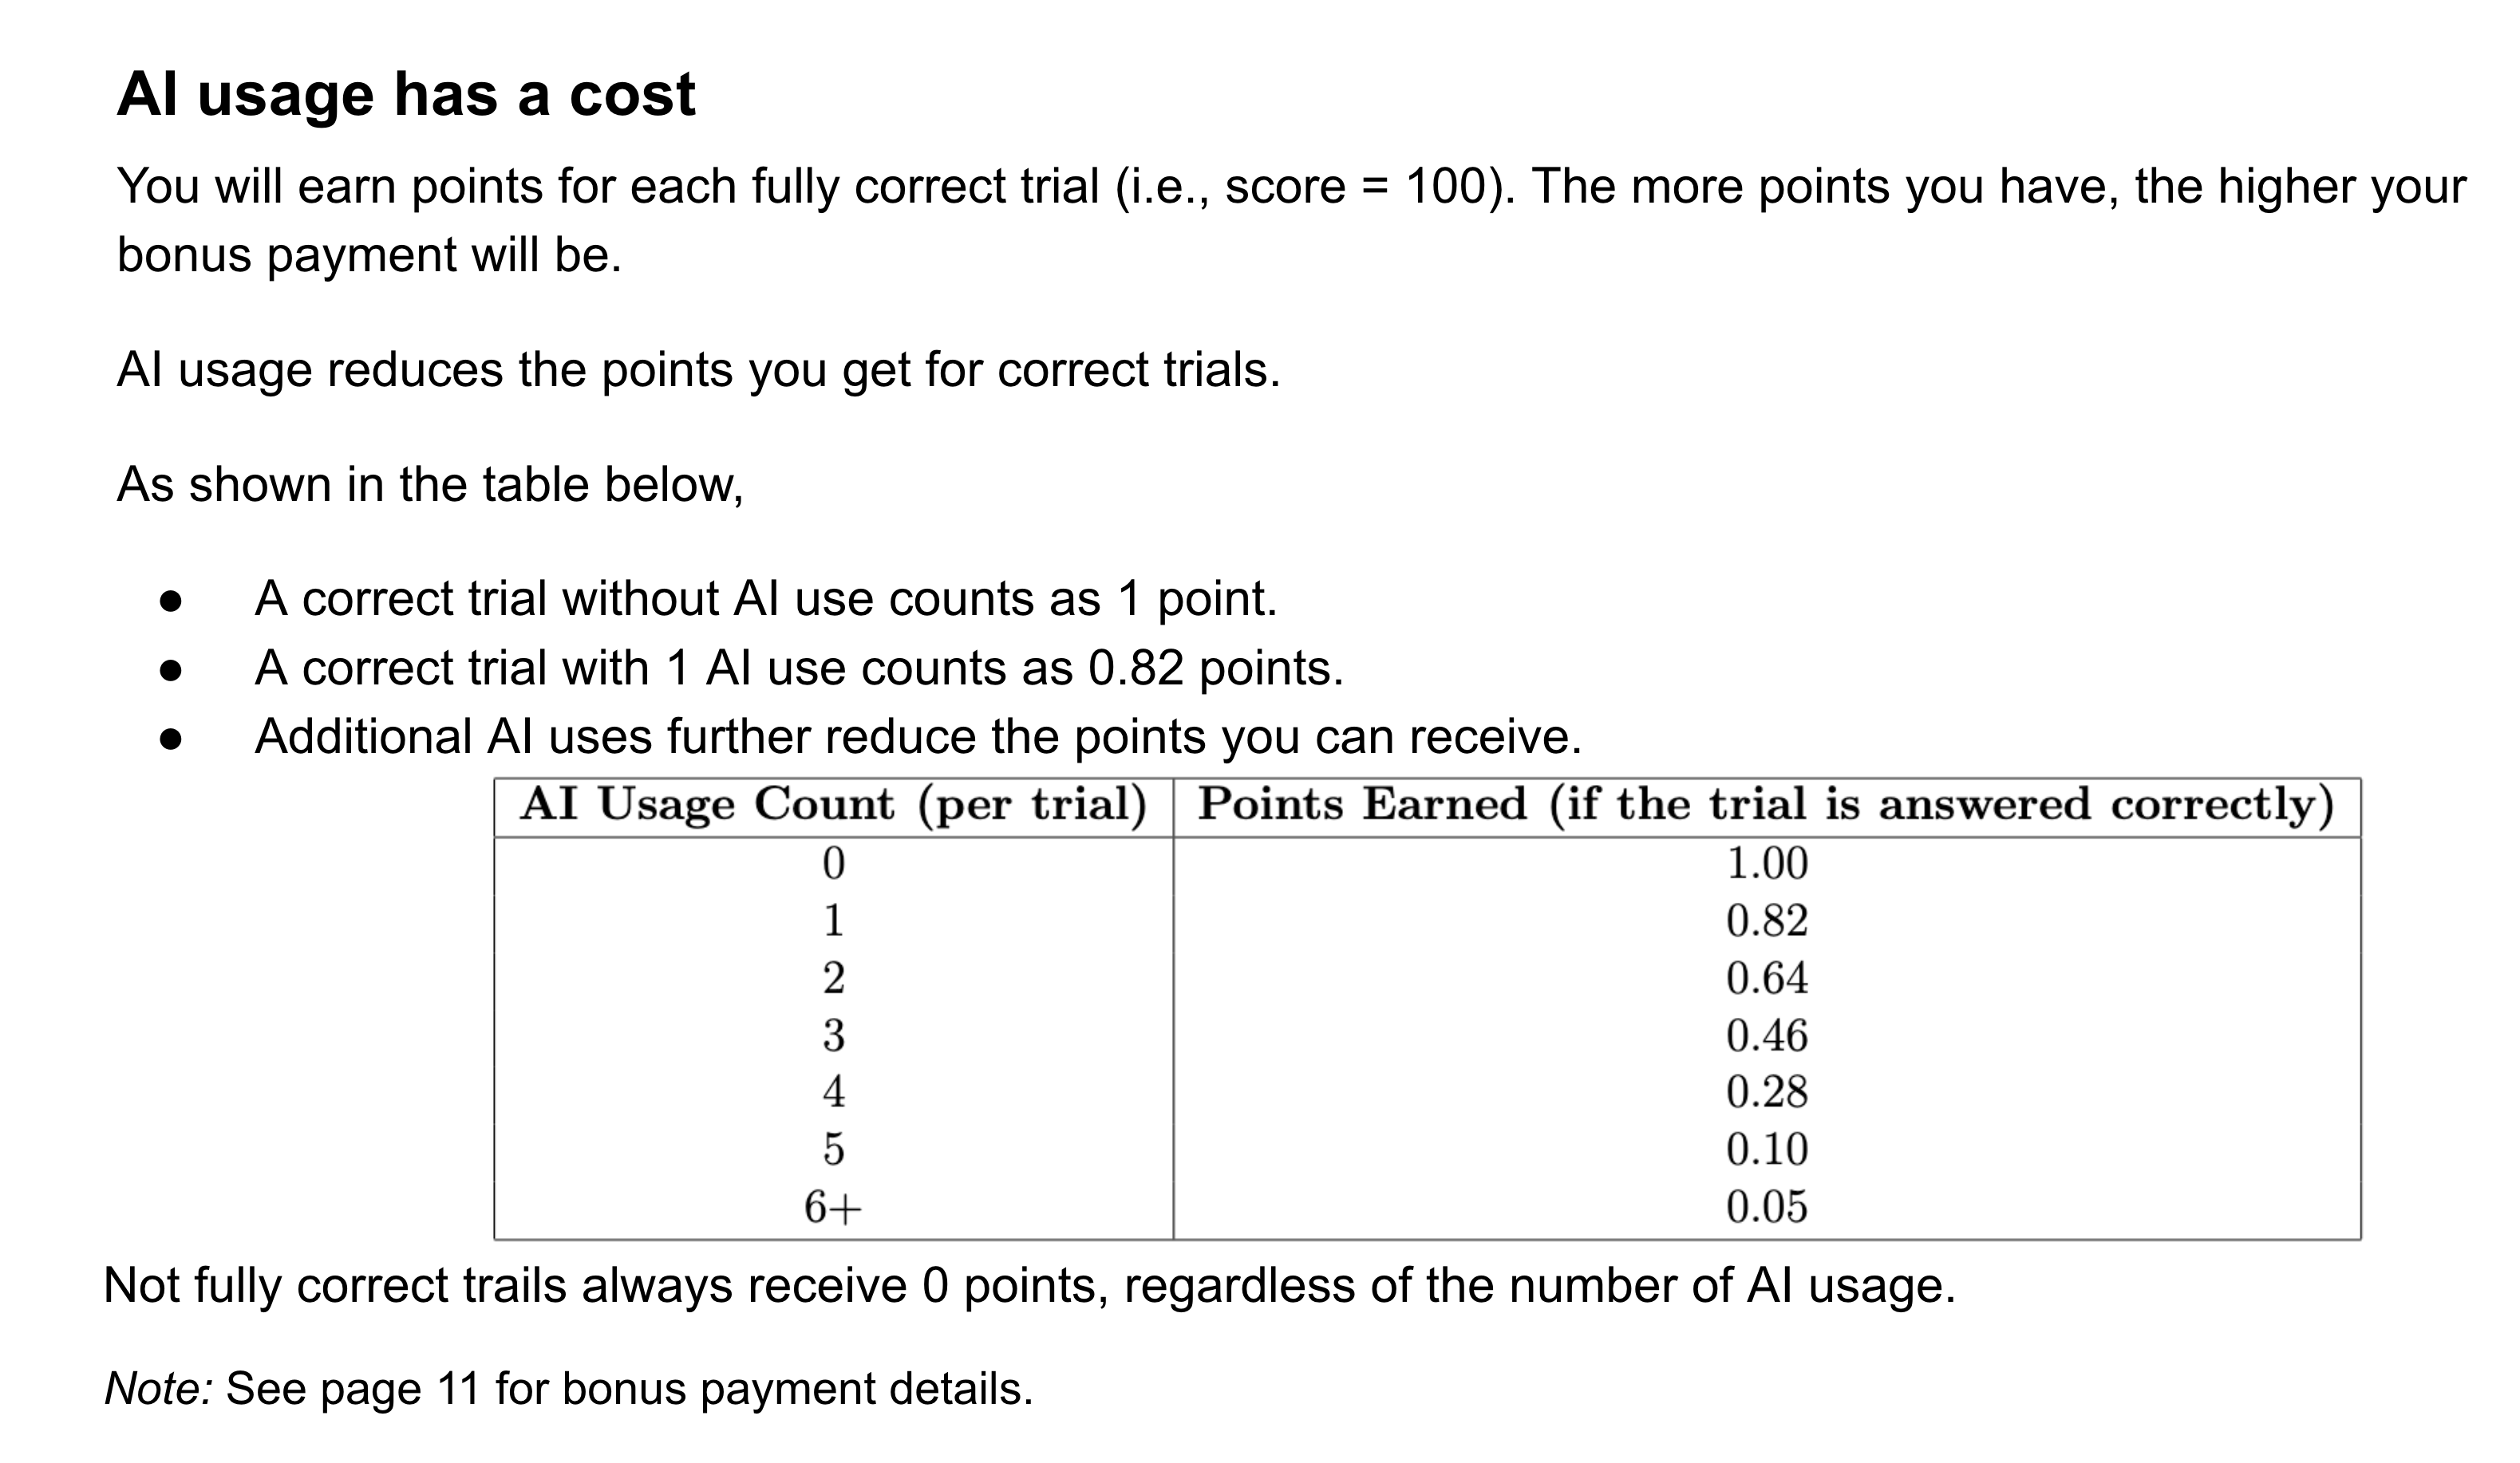 AI usage has a cost
You will earn points for each fully correct trial (i.e., score = 100). The more points you have, the higher your
bonus payment will be.
AI usage reduces the points you get for correct trials.
As shown in the table below,
● A correct trial without AI use counts as 1 point.
● A correct trial with 1 AI use counts as 0.82 points.
● Additional AI uses further reduce the points you can receive.
AI Usage Count (per trial) Points Earned (if the trial is answered correctly)
0 1.00
1 0.82
2 0.64
3 0.46
4 0.28
5 0.10
6+ 0.05
Not fully correct trails always receive 0 points, regardless of the number of AI usage.
Note: See page 11 for bonus payment details.